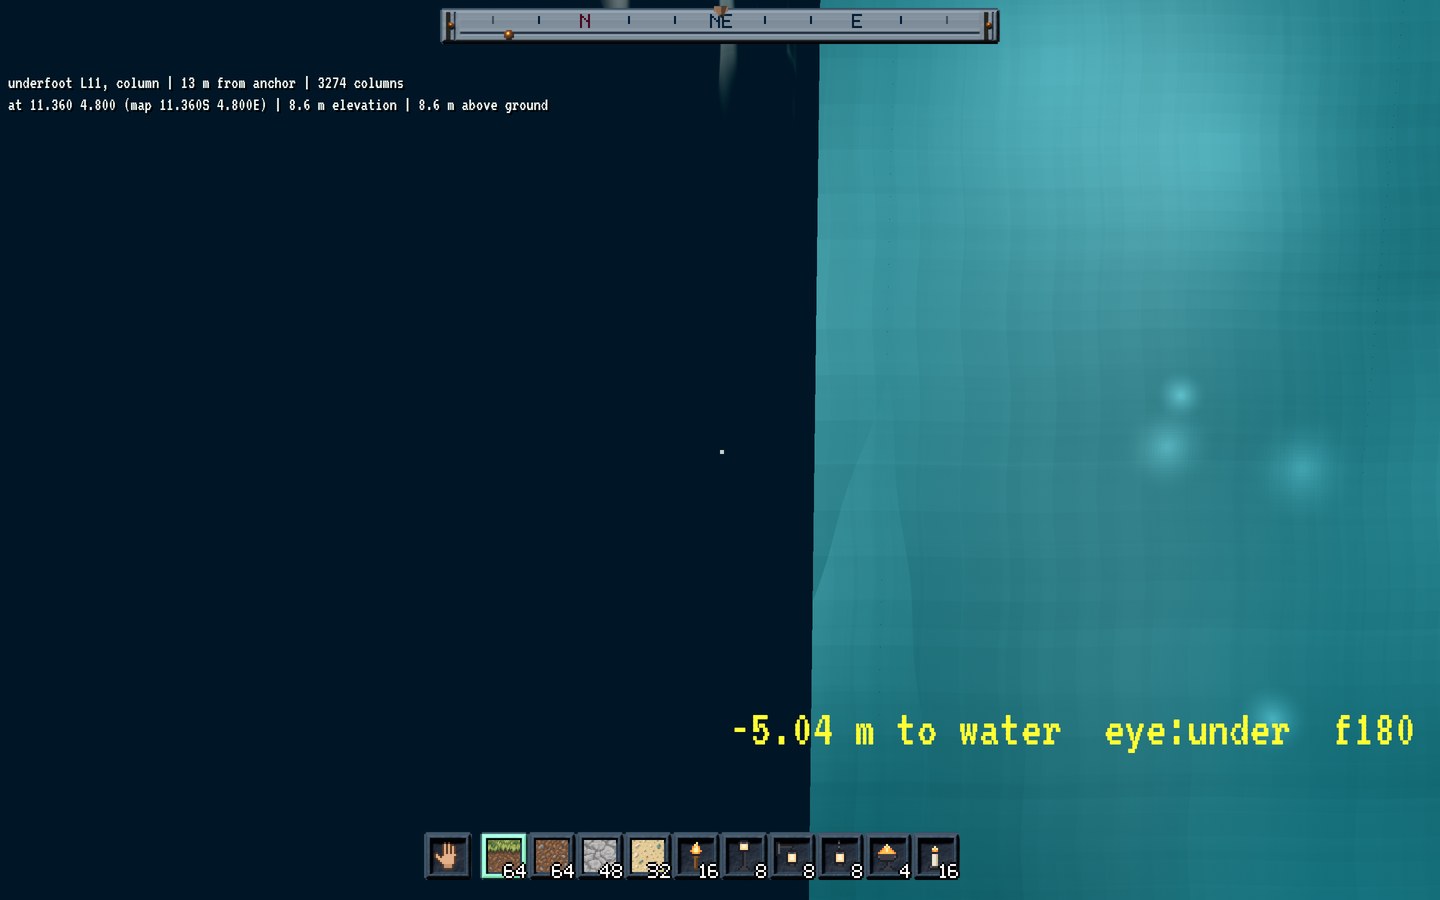 N NE E
underfoot L11, column | 13 m from anchor | 3274 columns
at 11.360 4.800 (map 11.360S 4.800E) | 8.6 m elevation | 8.6 m above ground
-5.04 m to water eye:under f180
64 64 48 32 16 8 8 8 4 16